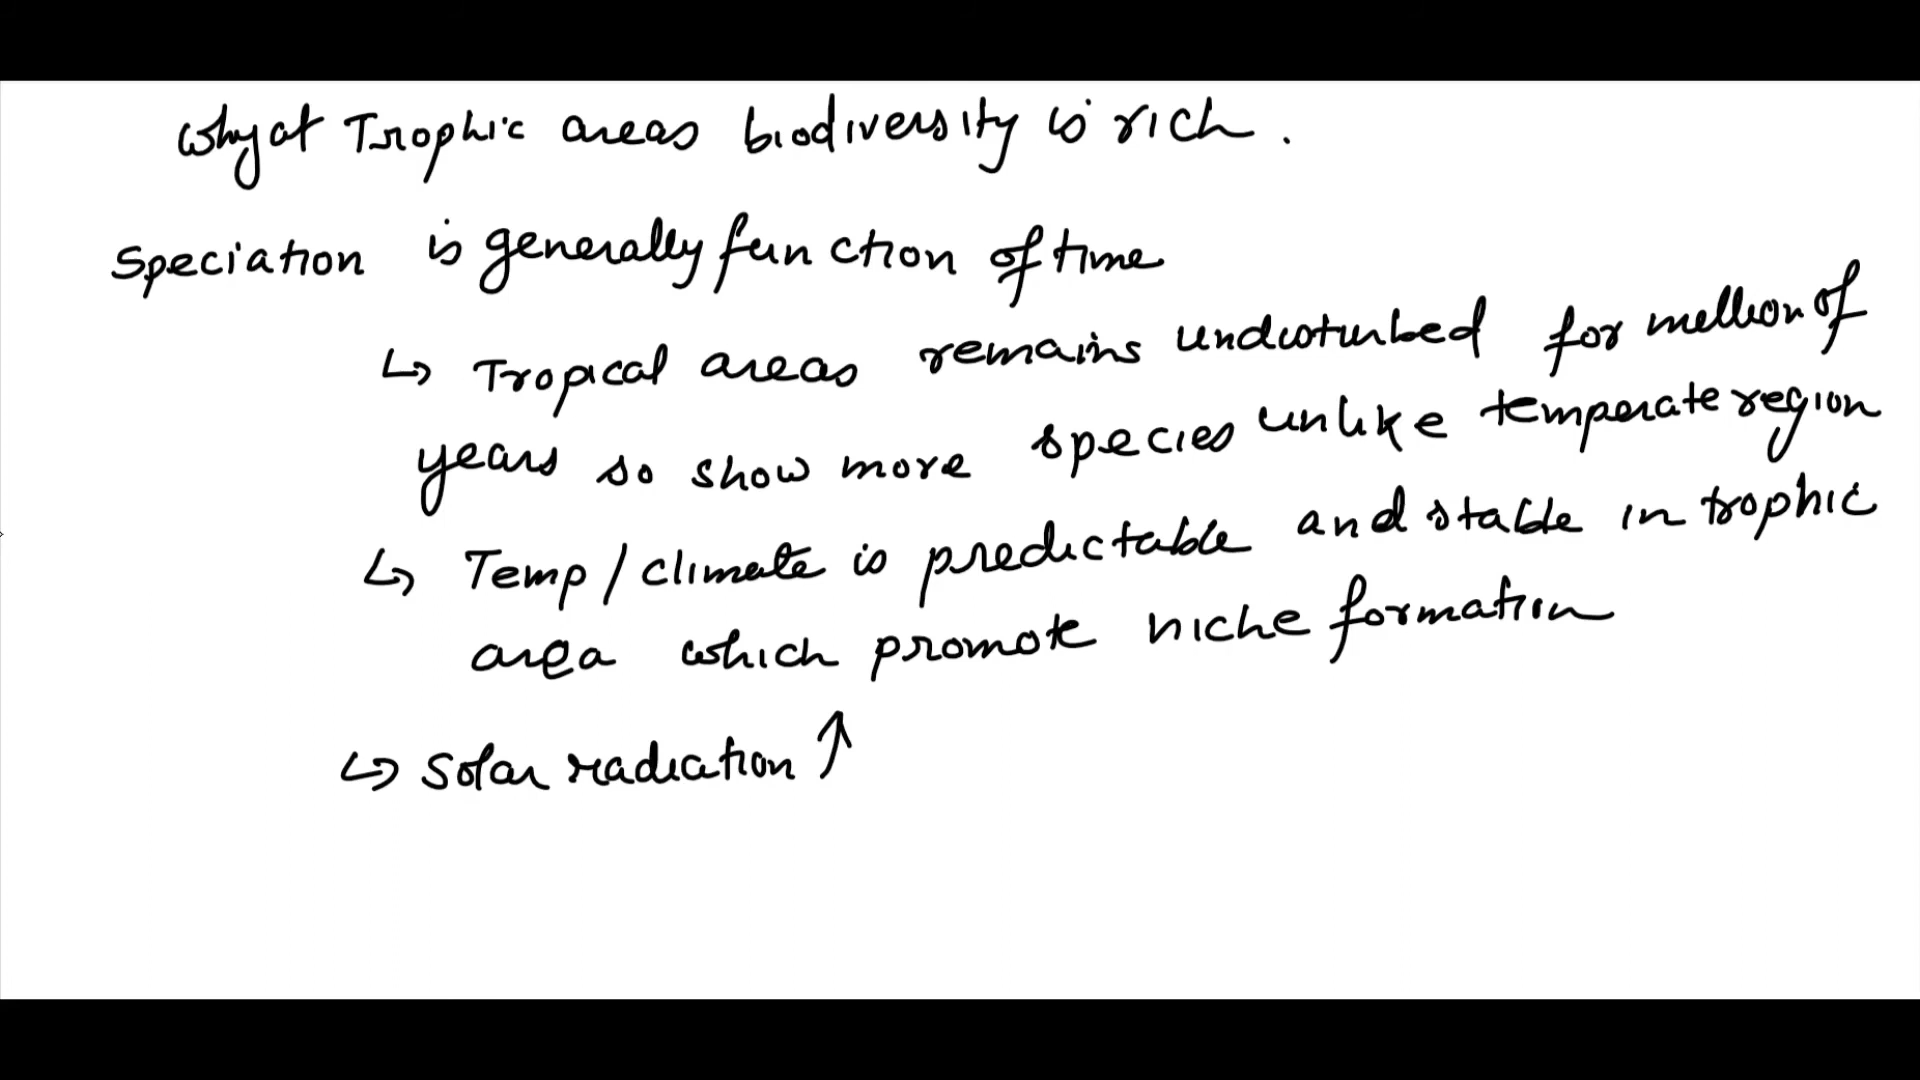 Why at Trophic areas biodiversity is rich.
Speciation is generally function of time
↳ Tropical areas remains undisturbed for million of
years so show more species unlike temperate region
↳ Temp/climate is predictable and stable in trophic
area which promote niche formation
↳ Solar radiation ↑